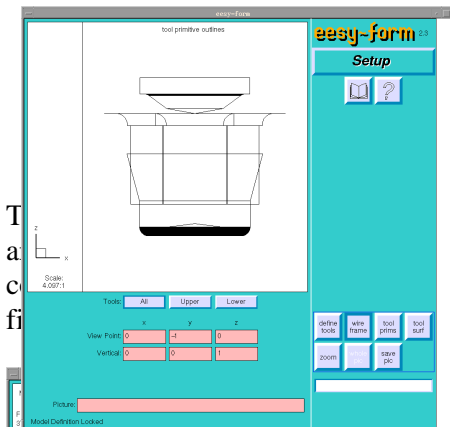 eesy-form
tool primitive outlines
eesy-form 2.3
Setup
?
z
x
Scale:
4.097:1
Tools: All Upper Lower
x y z
View Point: 0 -1 0
Vertical: 0 0 1
define tools
wire frame
tool prims
tool surf
zoom
save pic
Picture:
Model Definition Locked
T
a
c
fi
F
3